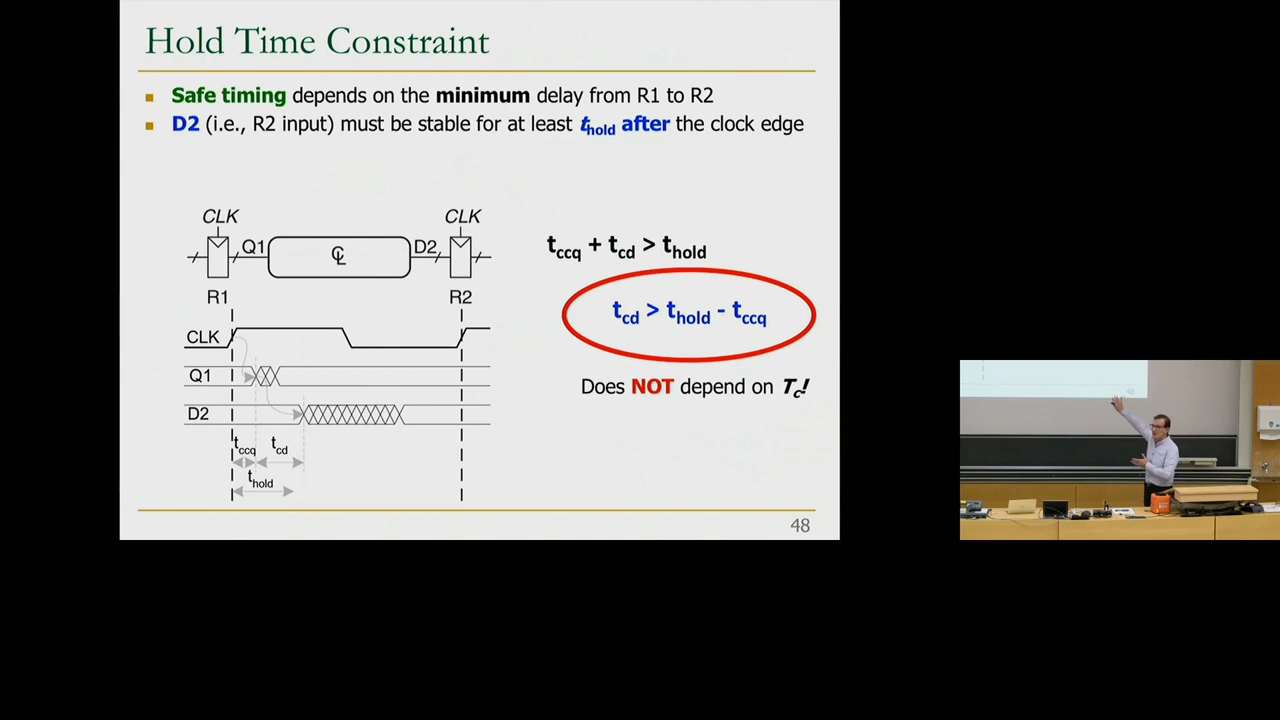 Hold Time Constraint
Safe timing depends on the minimum delay from R1 to R2
D2 (i.e., R2 input) must be stable for at least thold after the clock edge
CLK CLK
Q1 CL D2
R1 R2
tccq + tcd > thold
tcd > thold - tccq
Does NOT depend on Tc!
CLK
Q1
D2
tccq tcd
thold
48
48